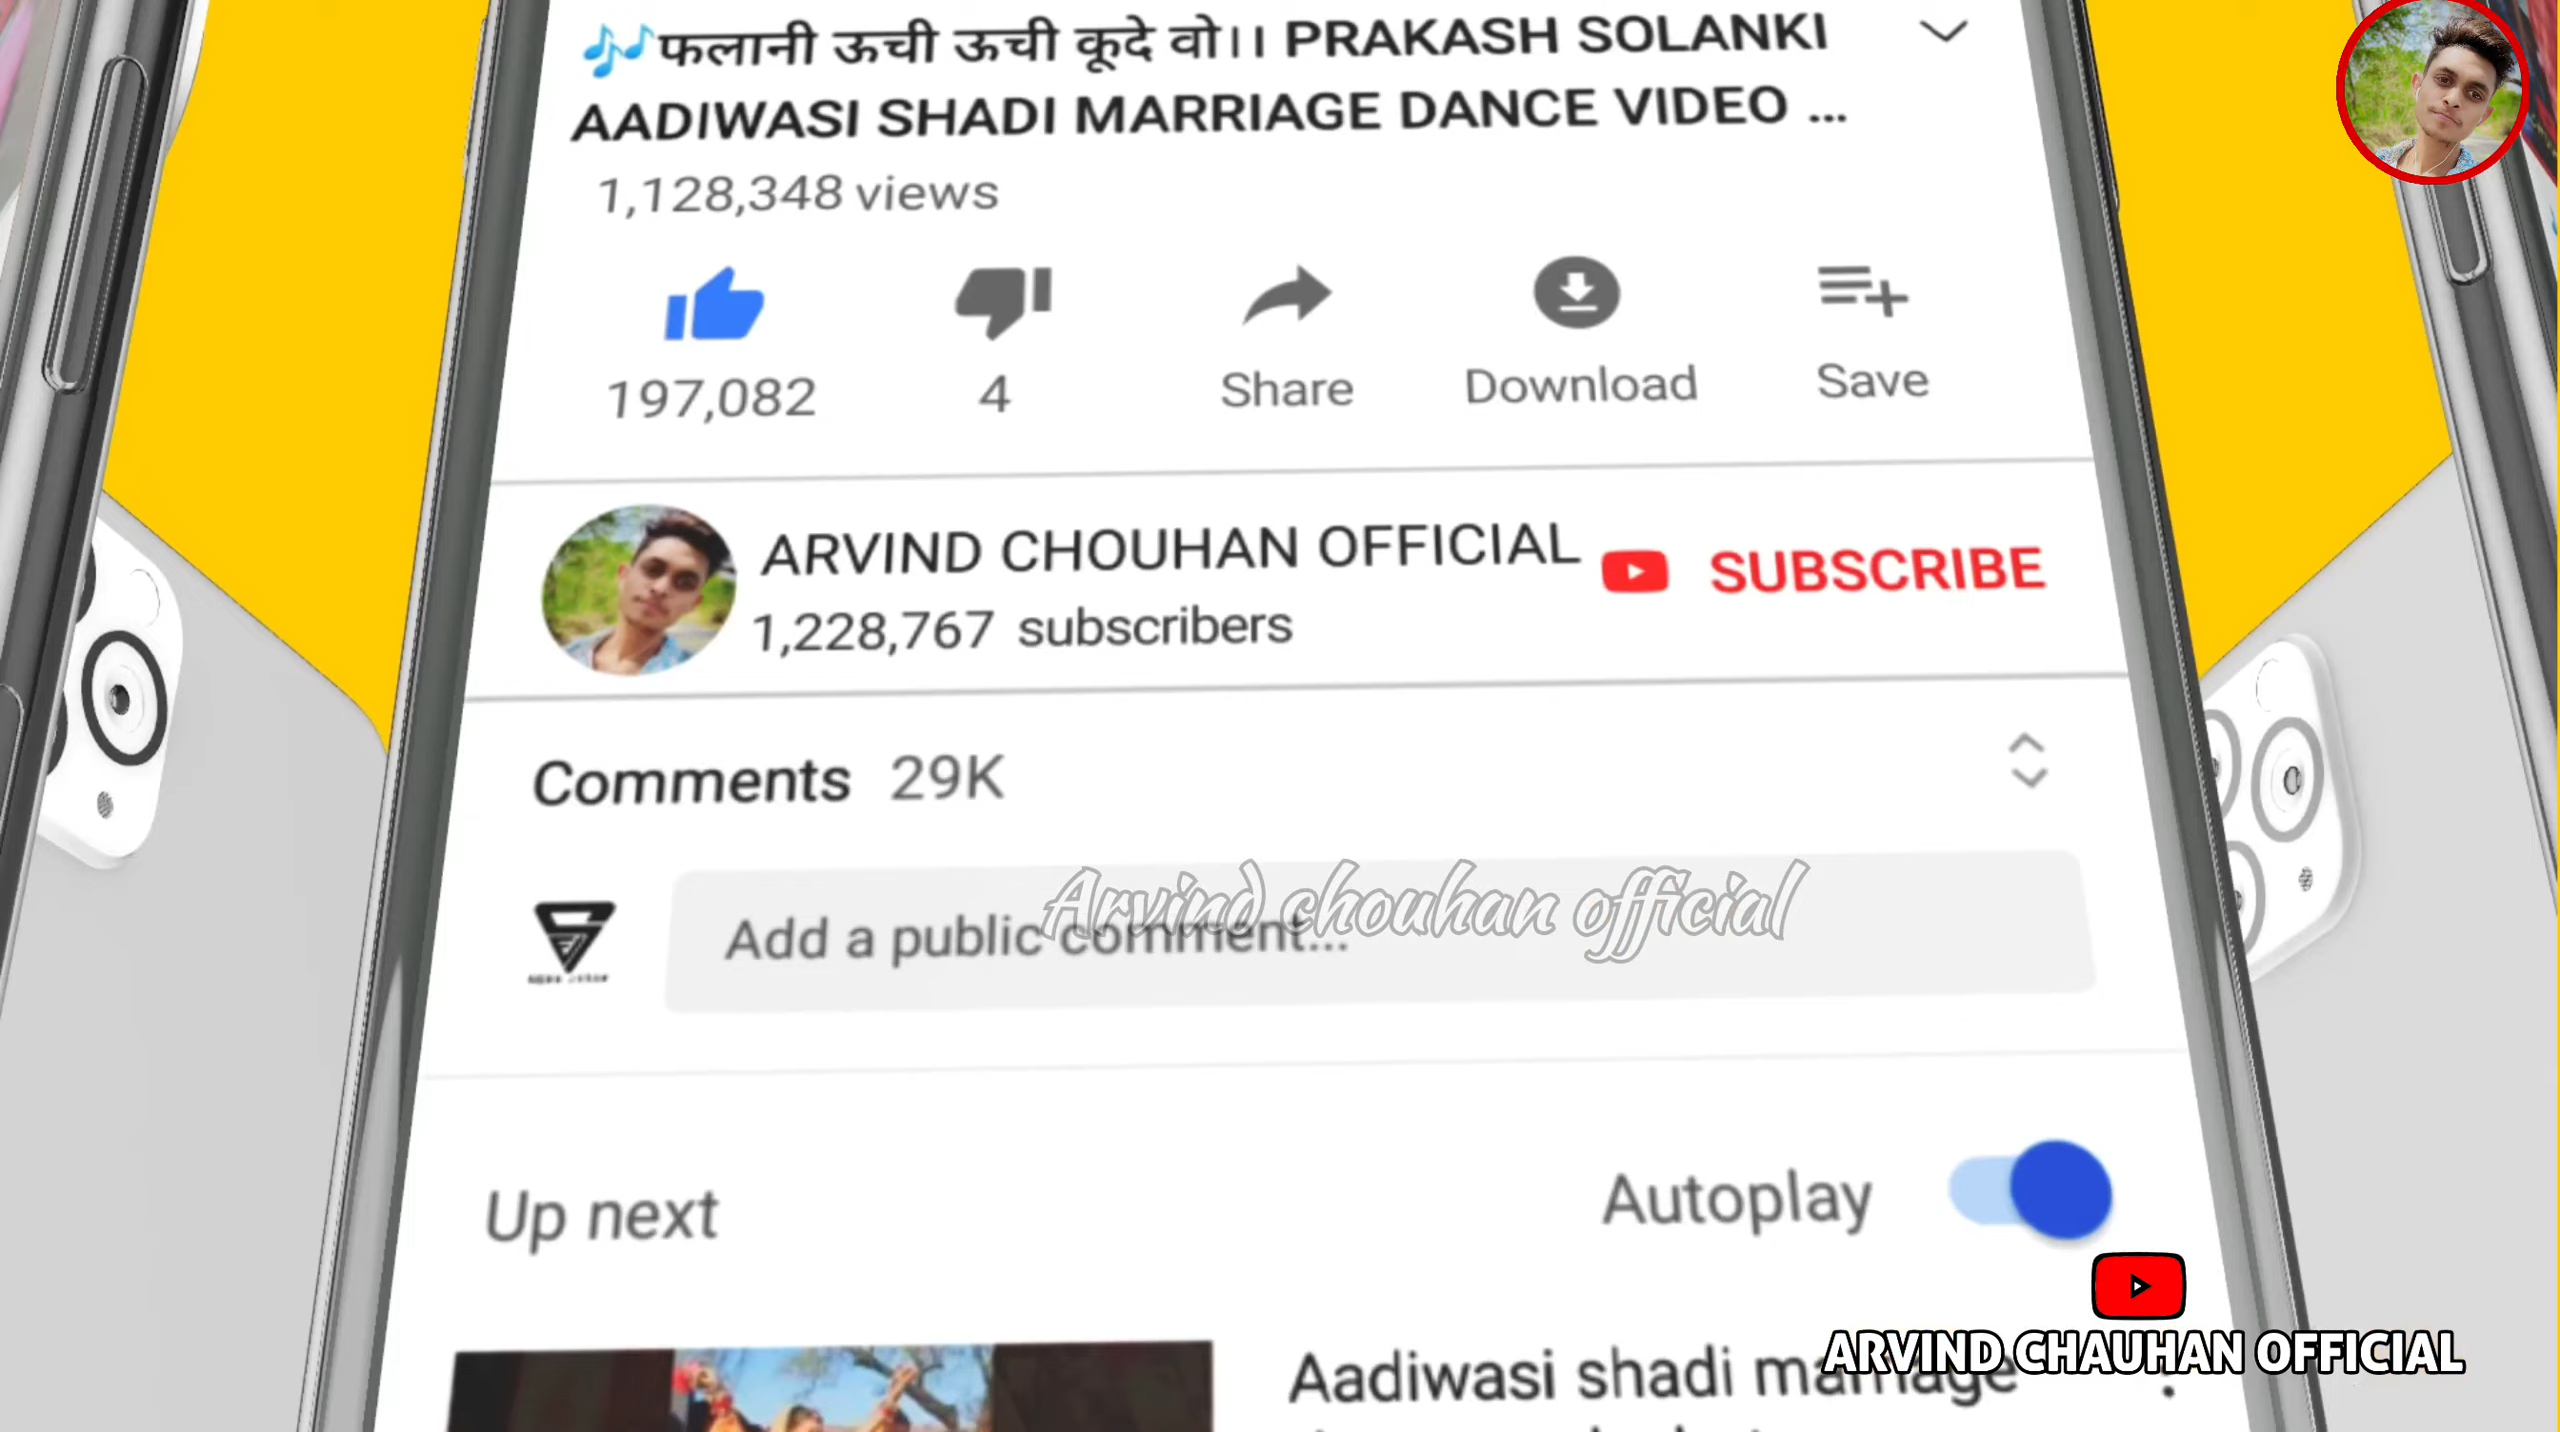 🎶फलानी ऊची ऊची कूदे वो।। PRAKASH SOLANKI
AADIWASI SHADI MARRIAGE DANCE VIDEO ...
1,128,348 views
197,082
4
Share
Download
Save
ARVIND CHOUHAN OFFICIAL
SUBSCRIBE
1,228,767 subscribers
Comments 29K
Add a public comment...
Arvind chouhan official
Up next
Autoplay
Aadiwasi shadi marriage
ARVIND CHAUHAN OFFICIAL